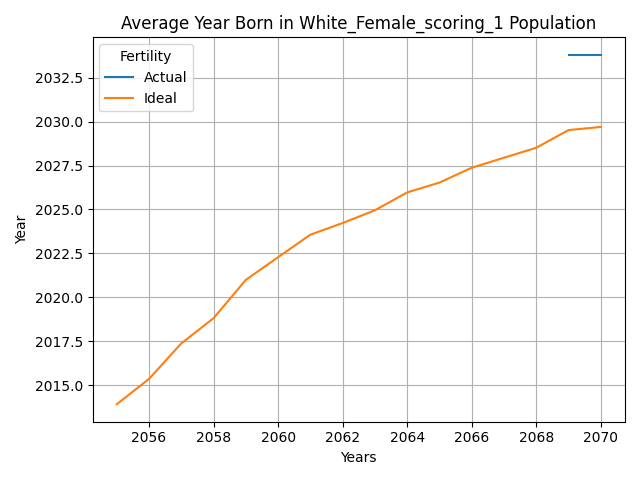 Average Year Born in White_Female_scoring_1 Population
Fertility
Actual
Ideal
Year
2032.5
2030.0
2027.5
2025.0
2022.5
2020.0
2017.5
2015.0
2056 2058 2060 2062 2064 2066 2068 2070
Years